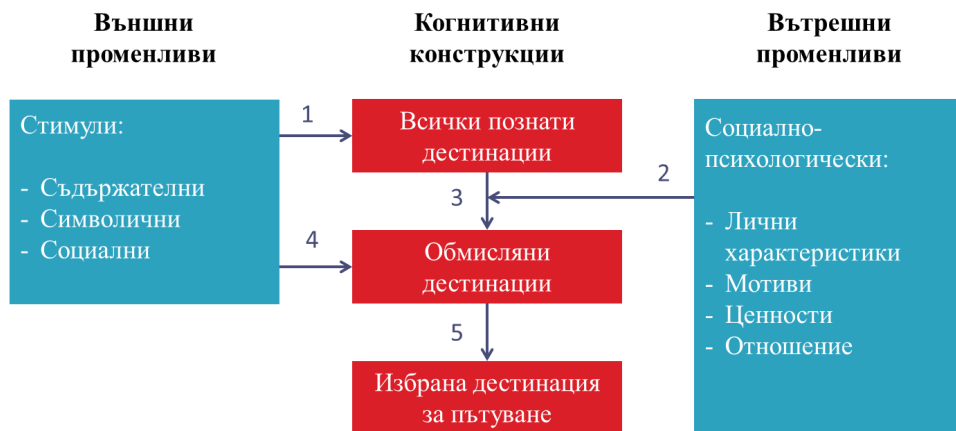 Външни
променливи
Когнитивни
конструкции
Вътрешни
променливи
Стимули:
- Съдържателни
- Символични
- Социални
1
Всички познати
дестинации
2
3
4
Обмисляни
дестинации
5
Избрана дестинация
за пътуване
Социално-
психологически:
- Лични
характеристики
- Мотиви
- Ценности
- Отношение